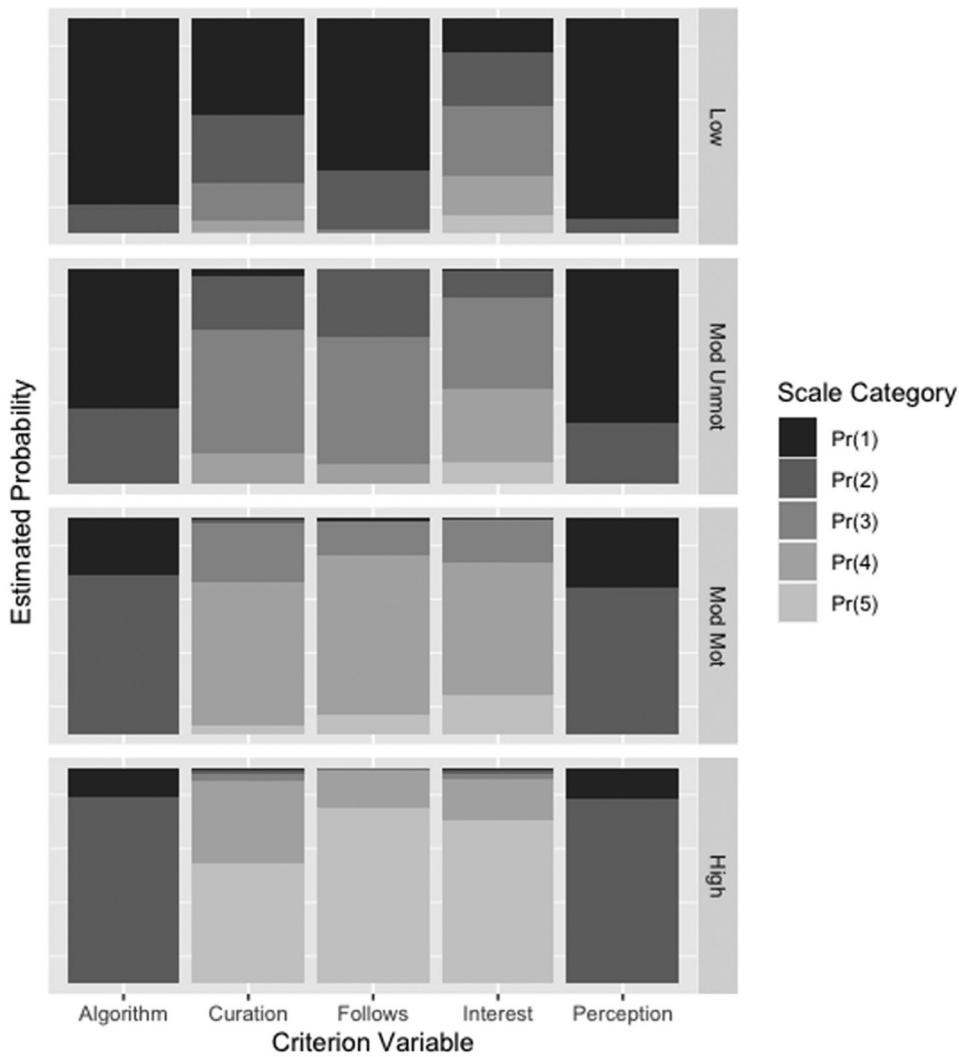 Low
Mod Unmot
Mod Mot
High
Estimated Probability
Algorithm
Curation
Follows
Interest
Perception
Criterion Variable
Scale Category
Pr(1)
Pr(2)
Pr(3)
Pr(4)
Pr(5)